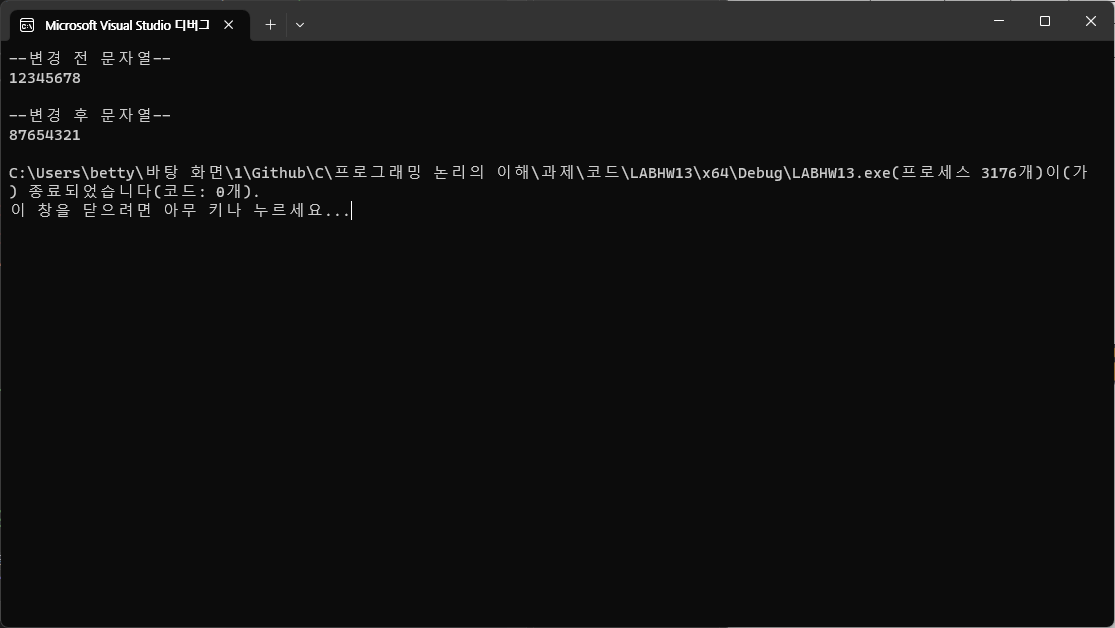 Microsoft Visual Studio 디버그
--변경 전 문자열--
12345678
--변경 후 문자열--
87654321
C:\Users\betty\바탕 화면\1\Github\C\프로그래밍 논리의 이해\과제\코드\LABHW13\x64\Debug\LABHW13.exe(프로세스 3176개)이(가
) 종료되었습니다(코드: 0개).
이 창을 닫으려면 아무 키나 누르세요...